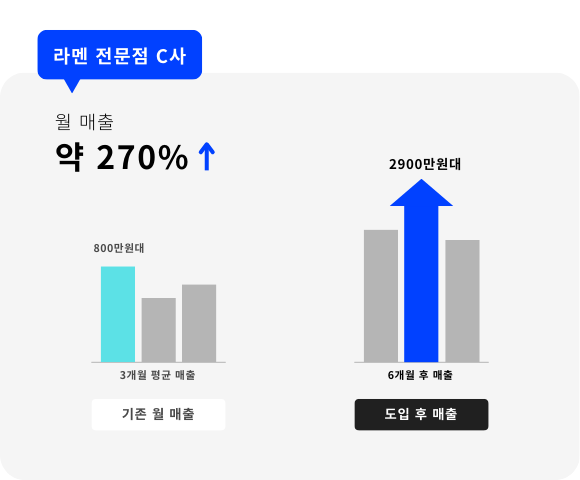 라멘 전문점 C사
월 매출
약 270%↑
2900만원대
800만원대
3개월 평균 매출
6개월 후 매출
기존 월 매출
도입 후 매출